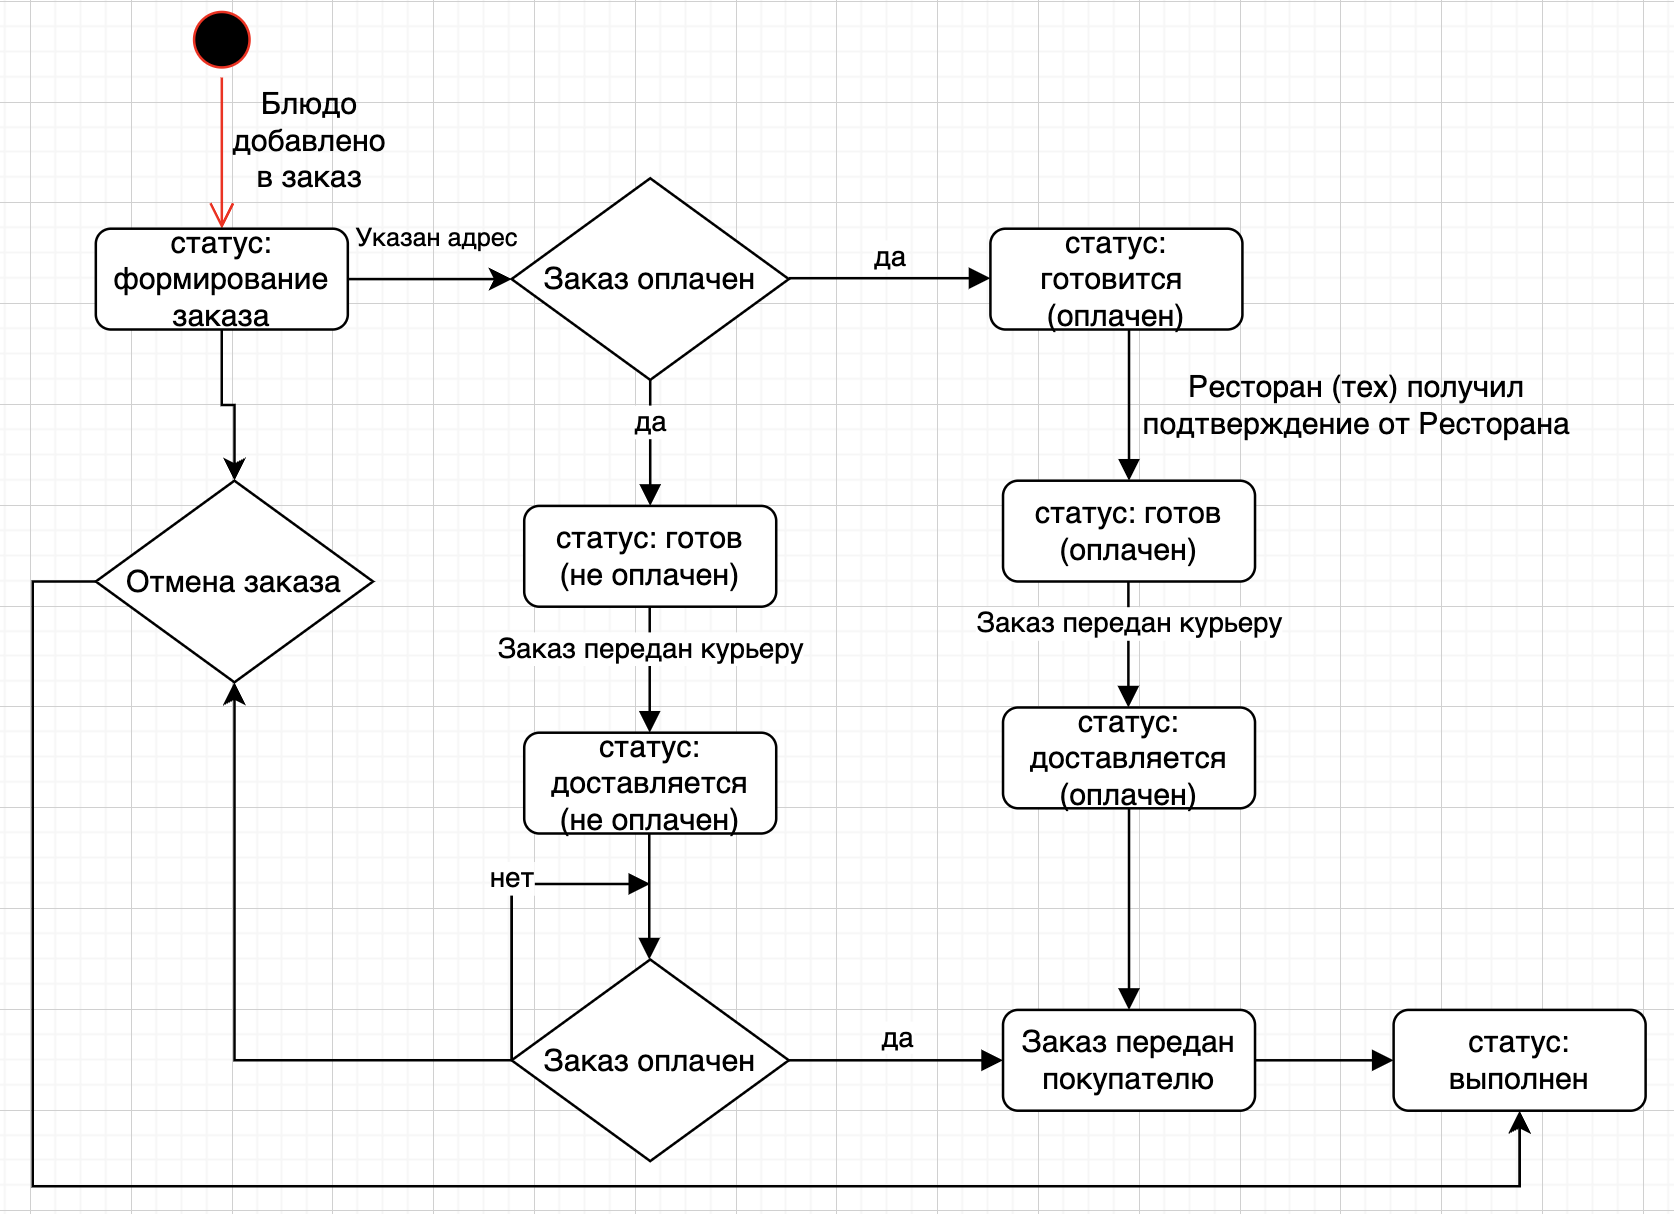 Блюдо
добавлено
в заказ
статус:
формирование
заказа
Указан адрес
Заказ оплачен
да
статус:
готовится
(оплачен)
Ресторан (тех) получил
подтверждение от Ресторана
да
статус: готов
(не оплачен)
статус: готов
(оплачен)
Отмена заказа
Заказ передан курьеру
Заказ передан курьеру
статус:
доставляется
(не оплачен)
статус:
доставляется
(оплачен)
нет
Заказ оплачен
да
Заказ передан
покупателю
статус:
выполнен